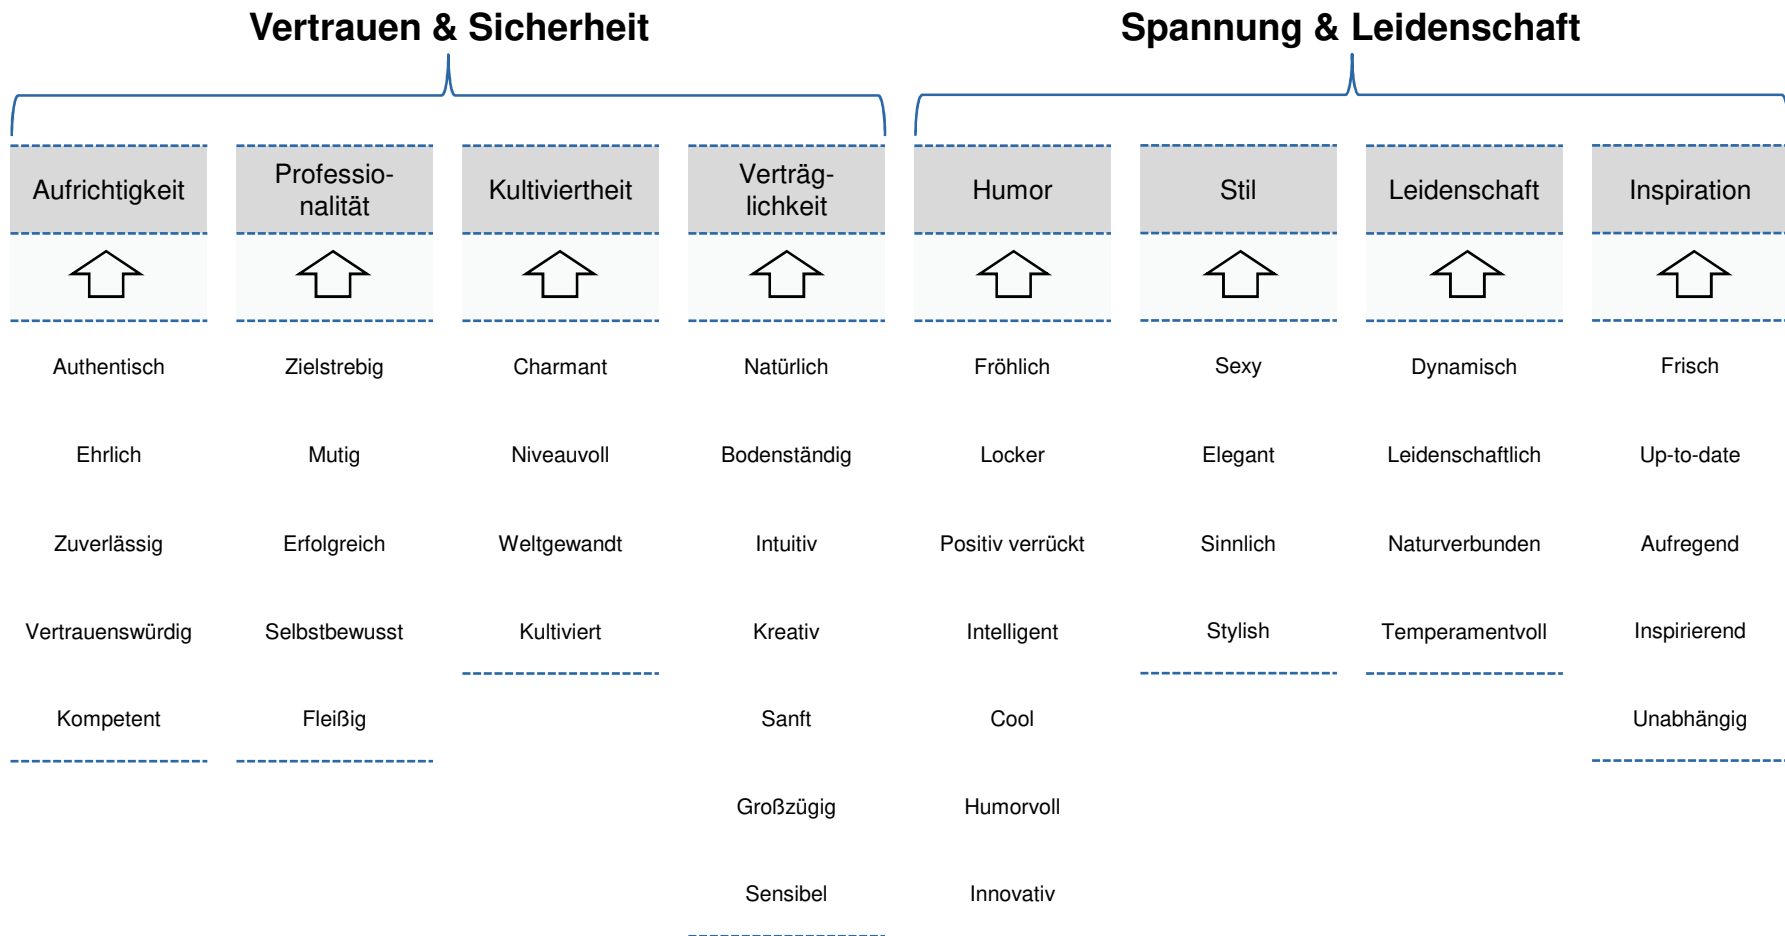 Vertrauen & Sicherheit
Spannung & Leidenschaft
Aufrichtigkeit
Professio-
nalität
Kultiviertheit
Verträg-
lichkeit
Humor
Stil
Leidenschaft
Inspiration
Authentisch
Zielstrebig
Charmant
Natürlich
Fröhlich
Sexy
Dynamisch
Frisch
Ehrlich
Mutig
Niveauvoll
Bodenständig
Locker
Elegant
Leidenschaftlich
Up-to-date
Zuverlässig
Erfolgreich
Weltgewandt
Intuitiv
Positiv verrückt
Sinnlich
Naturverbunden
Aufregend
Vertrauenswürdig
Selbstbewusst
Kultiviert
Kreativ
Intelligent
Stylish
Temperamentvoll
Inspirierend
Kompetent
Fleißig
Sanft
Cool
Unabhängig
Großzügig
Humorvoll
Sensibel
Innovativ